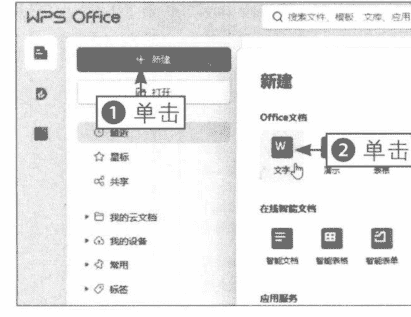 WPS Office
搜索文件、模板 文库、应用
新建
打开
❶ 单击
最近
星标
共享
我的云文档
我的设备
常用
标签
新建
Office文档
W
❷ 单击
文字
演示
表格
在线智能文档
智能文档
智能表格
智能表单
应用服务